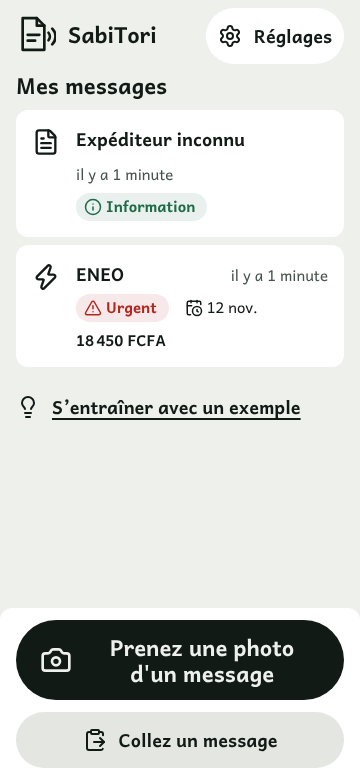 SabiTori
Réglages
Mes messages
Expéditeur inconnu
il y a 1 minute
Information
ENEO
il y a 1 minute
Urgent
12 nov.
18 450 FCFA
S’entraîner avec un exemple
Prenez une photo
d'un message
Collez un message